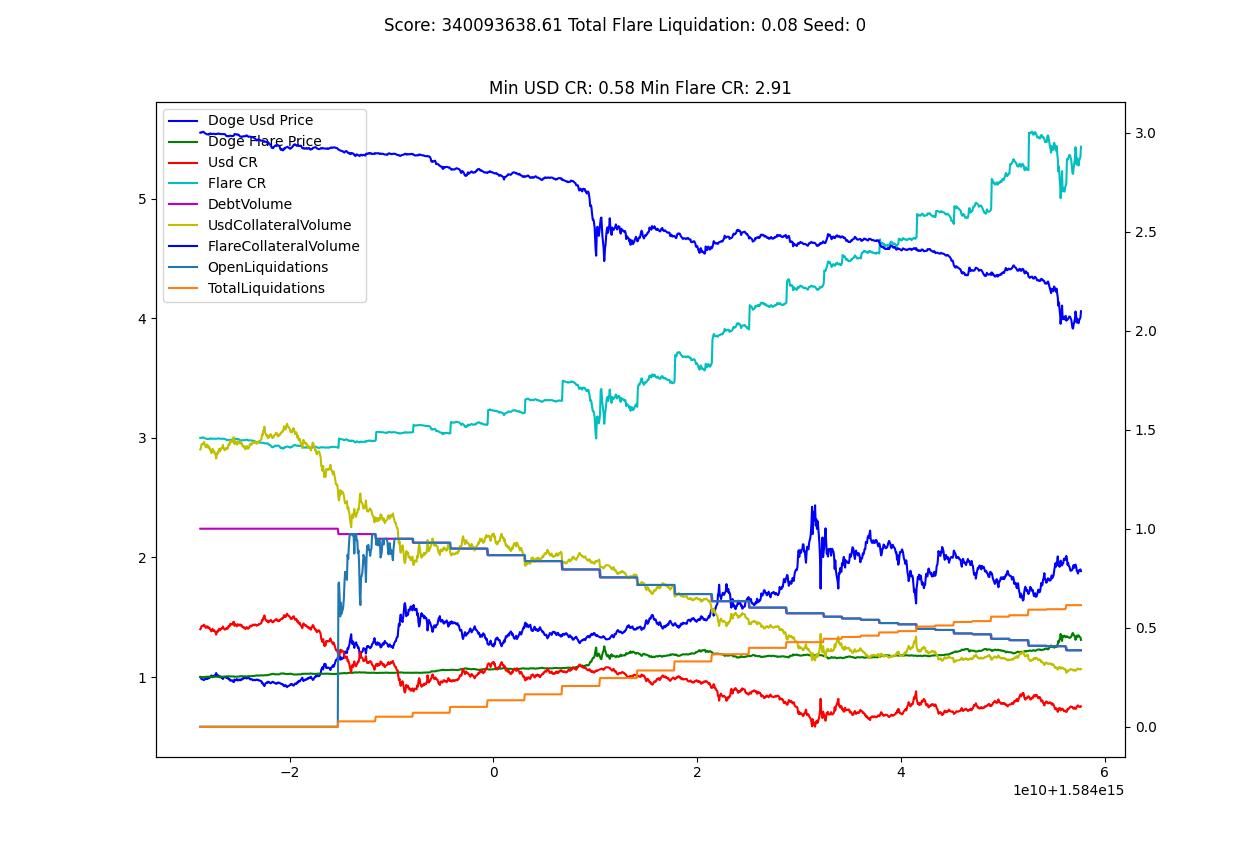 Score: 340093638.61 Total Flare Liquidation: 0.08 Seed: 0
Min USD CR: 0.58 Min Flare CR: 2.91
Doge Usd Price
Doge Flare Price
Usd CR
Flare CR
DebtVolume
UsdCollateralVolume
FlareCollateralVolume
OpenLiquidations
TotalLiquidations
5
4
3
2
1
3.0
2.5
2.0
1.5
1.0
0.5
0.0
−2
0
2
4
6
1e10+1.584e15